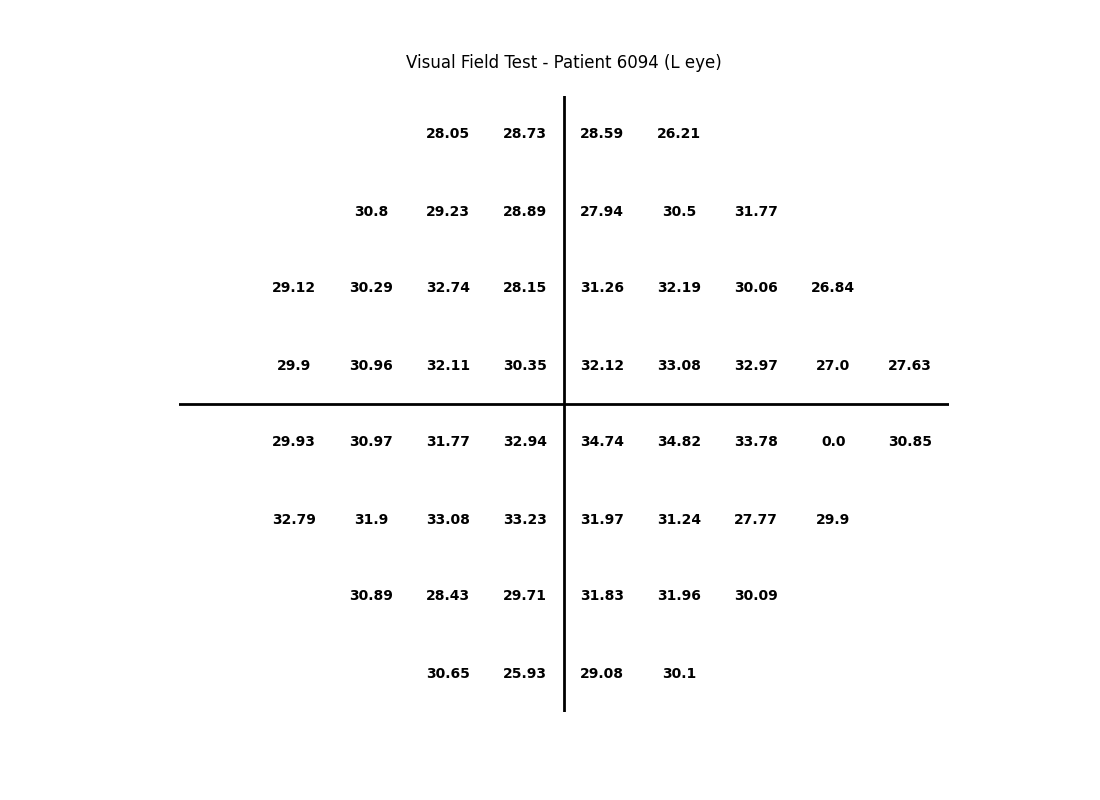 Visual Field Test - Patient 6094 (L eye)
28.05 28.73 28.59 26.21
30.8 29.23 28.89 27.94 30.5 31.77
29.12 30.29 32.74 28.15 31.26 32.19 30.06 26.84
29.9 30.96 32.11 30.35 32.12 33.08 32.97 27.0 27.63
29.93 30.97 31.77 32.94 34.74 34.82 33.78 0.0 30.85
32.79 31.9 33.08 33.23 31.97 31.24 27.77 29.9
30.89 28.43 29.71 31.83 31.96 30.09
30.65 25.93 29.08 30.1